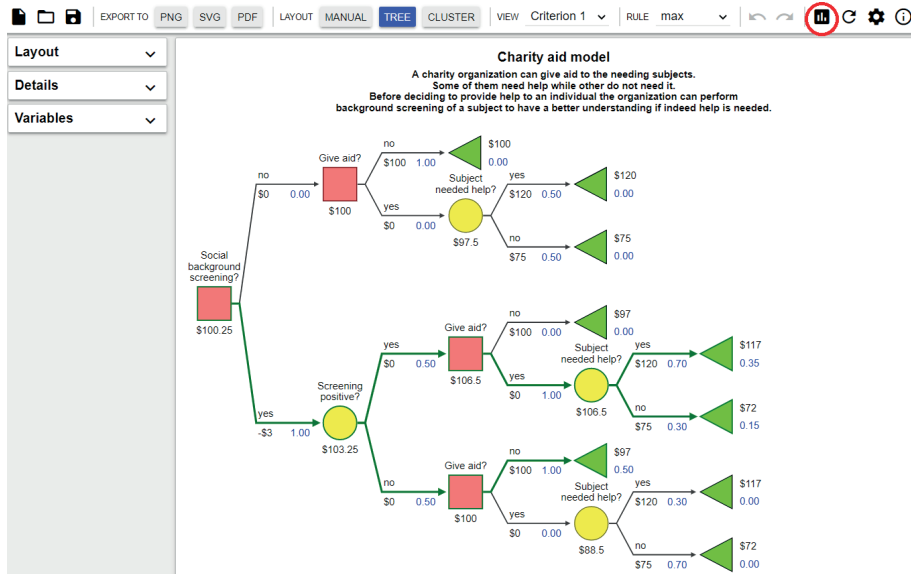 EXPORT TO PNG SVG PDF LAYOUT MANUAL TREE CLUSTER VIEW Criterion 1 RULE max
Layout
Details
Variables
Charity aid model
A charity organization can give aid to the needing subjects.
Some of them need help while other do not need it.
Before deciding to provide help to an individual the organization can perform
background screening of a subject to have a better understanding if indeed help is needed.
no
$0 0.00
Give aid?
$100
no
$100 1.00
$100
0.00
yes
$0 0.00
Subject
needed help?
$97.5
yes
$120 0.50
$120
0.00
no
$75 0.50
$75
0.00
Social
background
screening?
$100.25
yes
-$3 1.00
Screening
positive?
$103.25
yes
$0 0.50
Give aid?
$106.5
no
$100 0.00
$97
0.00
yes
$0 1.00
Subject
needed help?
$106.5
yes
$120 0.70
$117
0.35
no
$75 0.30
$72
0.15
no
$0 0.50
Give aid?
$100
no
$100 1.00
$97
0.50
yes
$0 0.00
Subject
needed help?
$88.5
yes
$120 0.30
$117
0.00
no
$75 0.70
$72
0.00